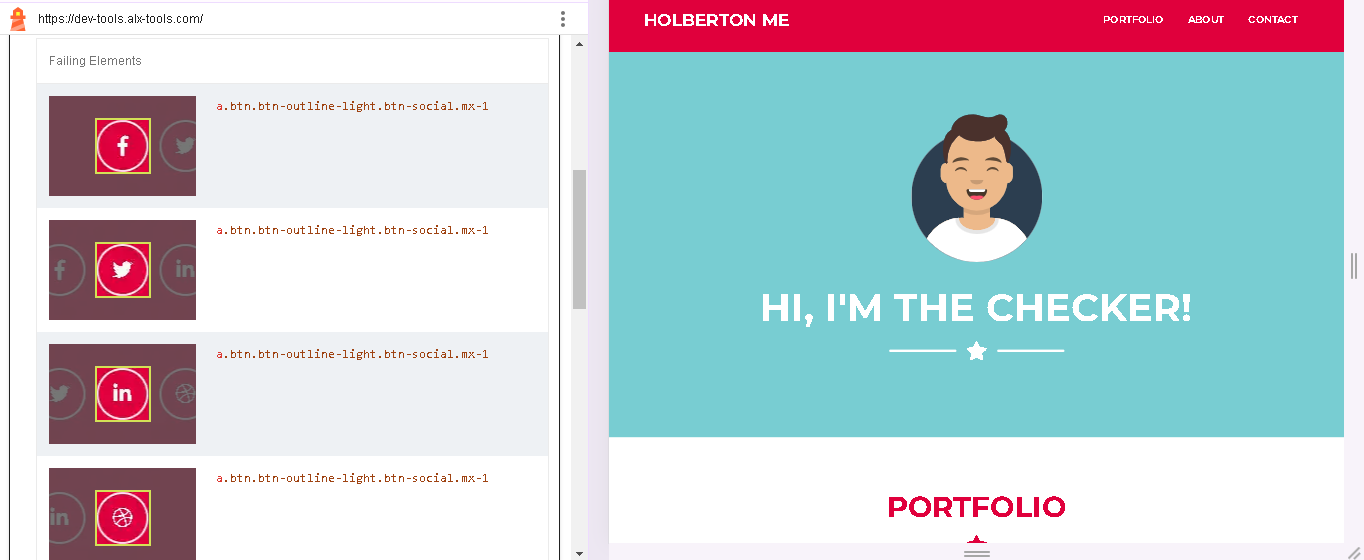 https://dev-tools.alx-tools.com/
Failing Elements
a.btn.btn-outline-light.btn-social.mx-1
a.btn.btn-outline-light.btn-social.mx-1
a.btn.btn-outline-light.btn-social.mx-1
a.btn.btn-outline-light.btn-social.mx-1
HOLBERTON ME
PORTFOLIO ABOUT CONTACT
HI, I'M THE CHECKER!
PORTFOLIO